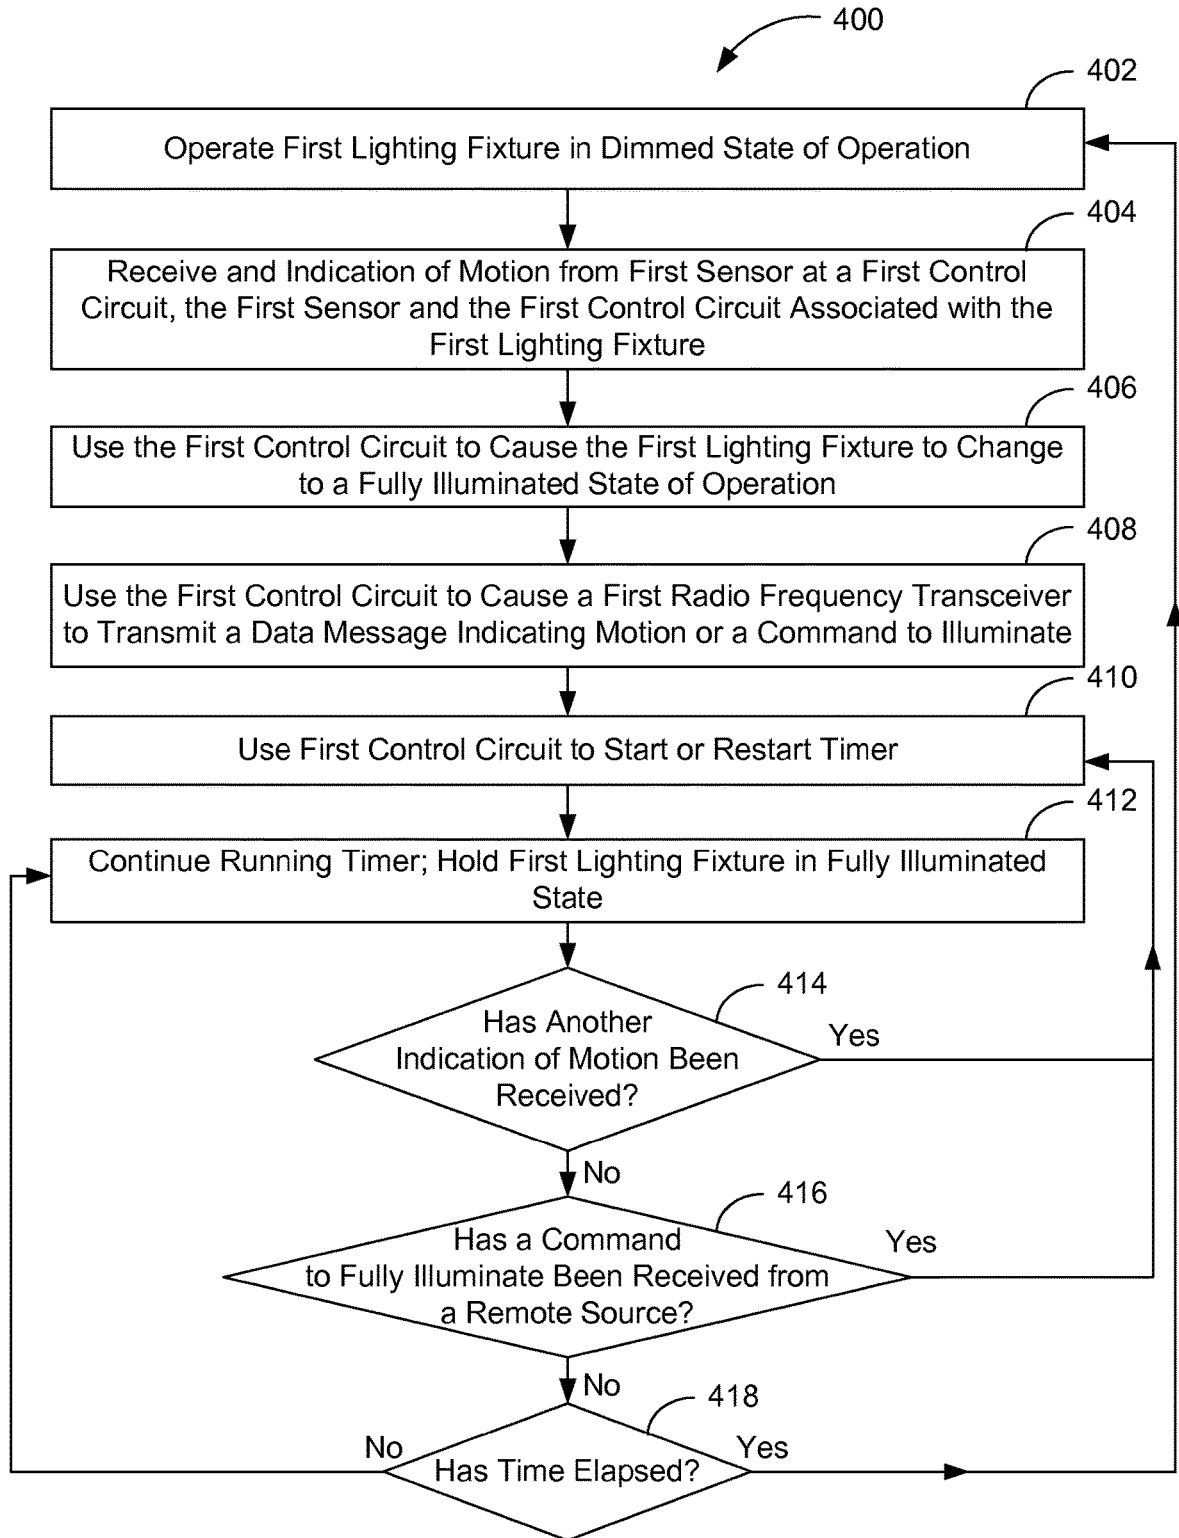 400
402
Operate First Lighting Fixture in Dimmed State of Operation
404
Receive and Indication of Motion from First Sensor at a First Control
Circuit, the First Sensor and the First Control Circuit Associated with the
First Lighting Fixture
406
Use the First Control Circuit to Cause the First Lighting Fixture to Change
to a Fully Illuminated State of Operation
408
Use the First Control Circuit to Cause a First Radio Frequency Transceiver
to Transmit a Data Message Indicating Motion or a Command to Illuminate
410
Use First Control Circuit to Start or Restart Timer
412
Continue Running Timer; Hold First Lighting Fixture in Fully Illuminated
State
414
Has Another
Indication of Motion Been
Received?
Yes
No
416
Has a Command
to Fully Illuminate Been Received from
a Remote Source?
Yes
No
418
Has Time Elapsed?
No
Yes